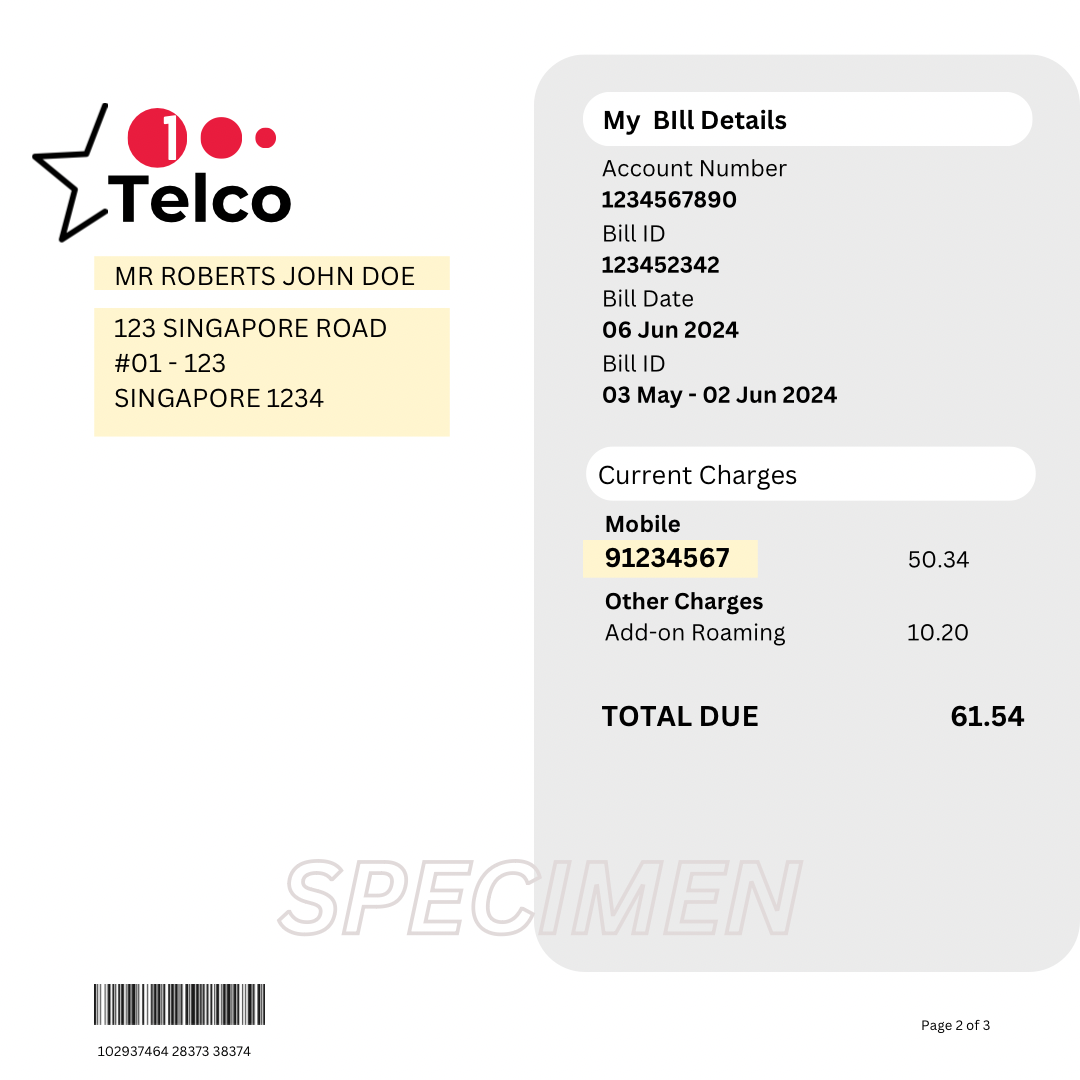 1
Telco
MR ROBERTS JOHN DOE
123 SINGAPORE ROAD
#01 - 123
SINGAPORE 1234
My BIll Details
Account Number
1234567890
Bill ID
123452342
Bill Date
06 Jun 2024
Bill ID
03 May - 02 Jun 2024
Current Charges
Mobile
91234567 50.34
Other Charges
Add-on Roaming 10.20
TOTAL DUE 61.54
SPECIMEN
102937464 28373 38374
Page 2 of 3